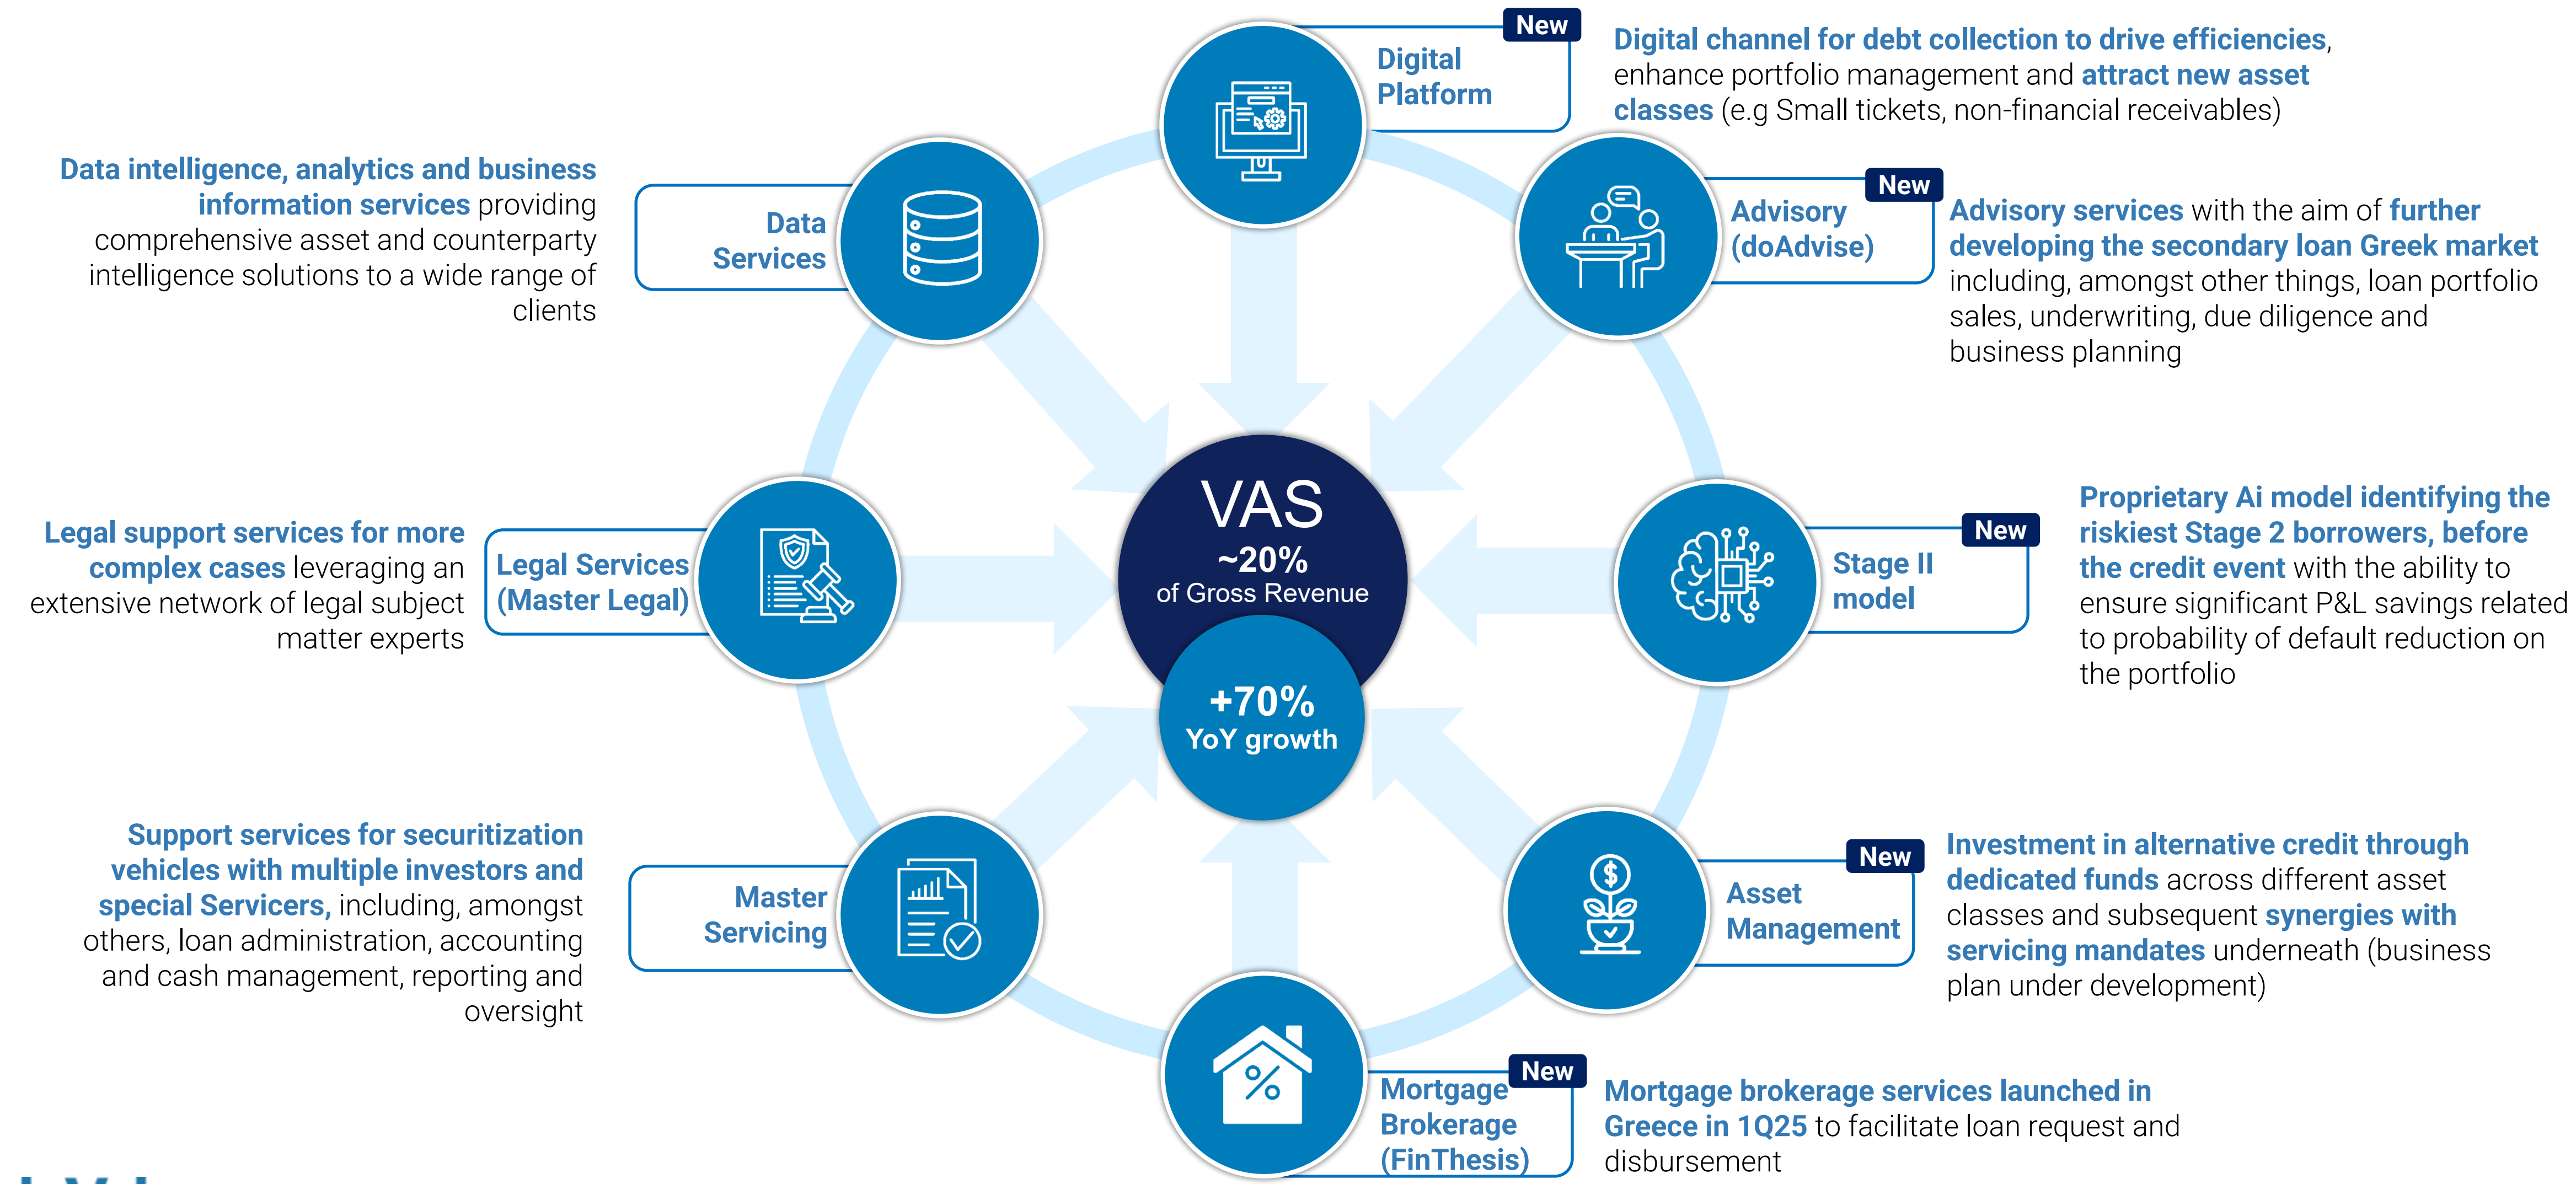 New
Digital
Platform
Digital channel for debt collection to drive efficiencies,
enhance portfolio management and attract new asset
classes (e.g Small tickets, non-financial receivables)
New
Advisory
(doAdvise)
Advisory services with the aim of further
developing the secondary loan Greek market
including, amongst other things, loan portfolio
sales, underwriting, due diligence and
business planning
Data intelligence, analytics and business
information services providing
comprehensive asset and counterparty
intelligence solutions to a wide range of
clients
Data
Services
Legal support services for more
complex cases leveraging an
extensive network of legal subject
matter experts
Legal Services
(Master Legal)
VAS
~20%
of Gross Revenue
+70%
YoY growth
New
Stage II
model
Proprietary Ai model identifying the
riskiest Stage 2 borrowers, before
the credit event with the ability to
ensure significant P&L savings related
to probability of default reduction on
the portfolio
Support services for securitization
vehicles with multiple investors and
special Servicers, including, amongst
others, loan administration, accounting
and cash management, reporting and
oversight
Master
Servicing
New
Asset
Management
Investment in alternative credit through
dedicated funds across different asset
classes and subsequent synergies with
servicing mandates underneath (business
plan under development)
New
Mortgage
Brokerage
(FinThesis)
Mortgage brokerage services launched in
Greece in 1Q25 to facilitate loan request and
disbursement